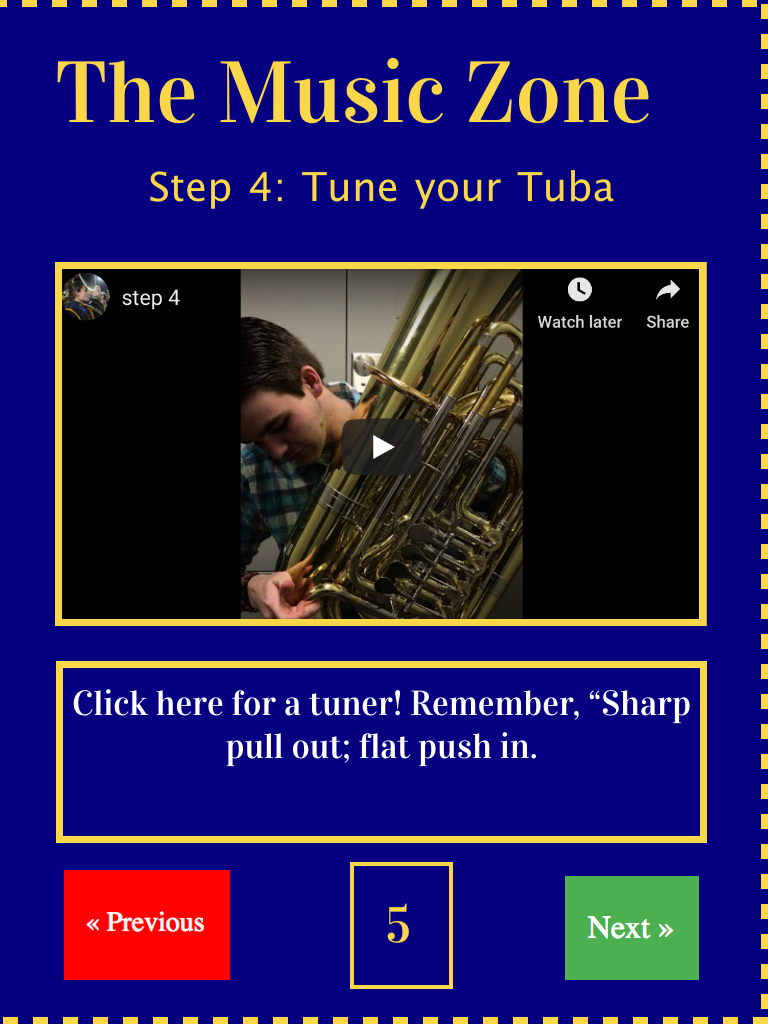 The Music Zone
Step 4: Tune your Tuba
step 4
Watch later Share
Click here for a tuner! Remember, “Sharp
pull out; flat push in.
« Previous
5
Next »